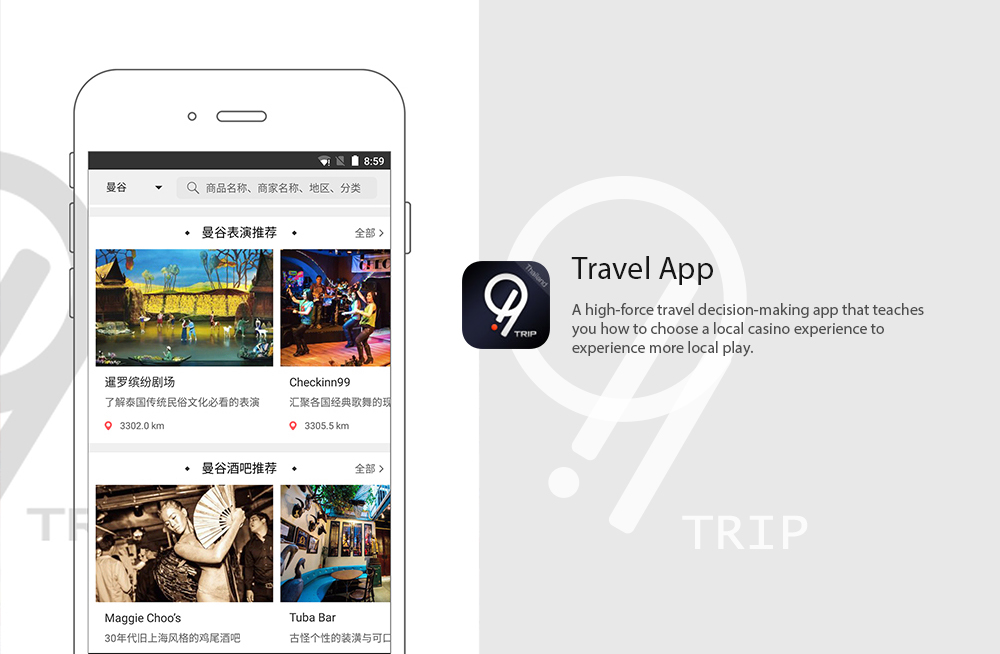 8:59
曼谷
商品名称、商家名称、地区、分类
曼谷表演推荐
全部
暹罗缤纷剧场
了解泰国传统民俗文化必看的表演
3302.0 km
Checkinn99
汇聚各国经典歌舞的现
3305.5 km
曼谷酒吧推荐
全部
Maggie Choo's
30年代旧上海风格的鸡尾酒吧
Tuba Bar
古怪个性的装潢与可口
TR
Thailand
TRIP
Travel App
A high-force travel decision-making app that teaches
you how to choose a local casino experience to
experience more local play.
TRIP